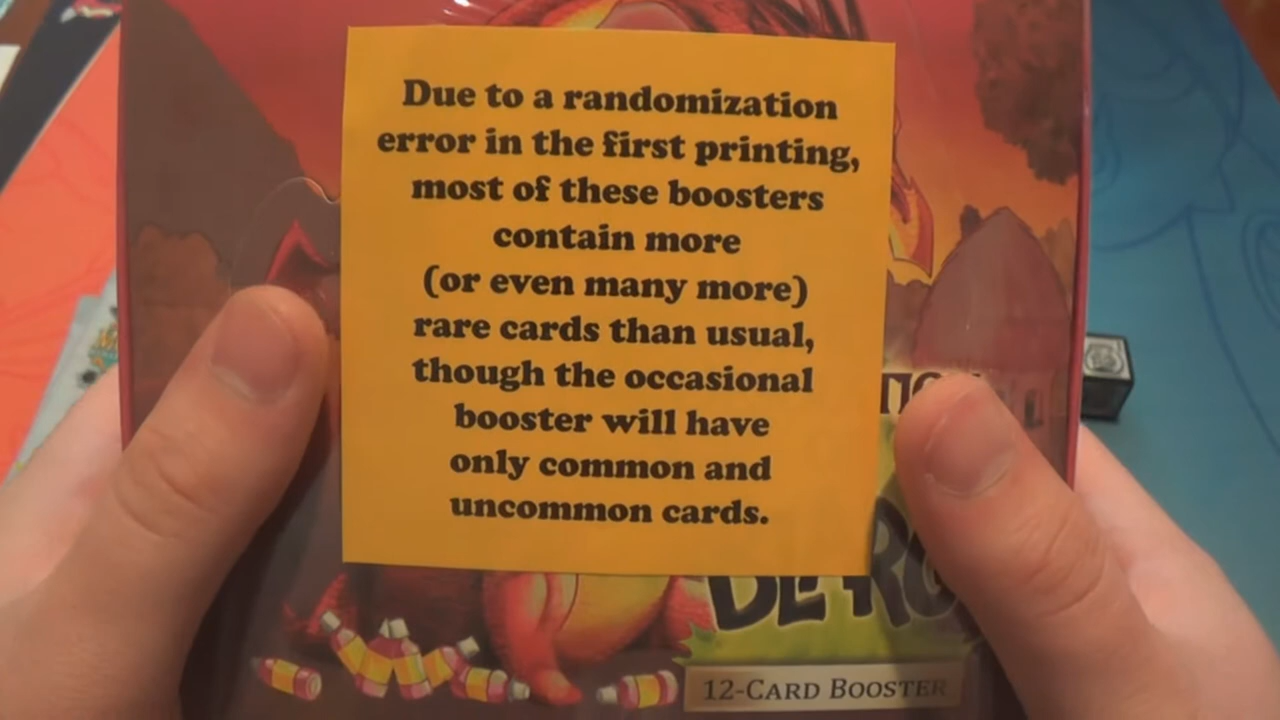 Due to a randomization
error in the first printing,
most of these boosters
contain more
(or even many more)
rare cards than usual,
though the occasional
booster will have
only common and
uncommon cards.
12-Card Booster